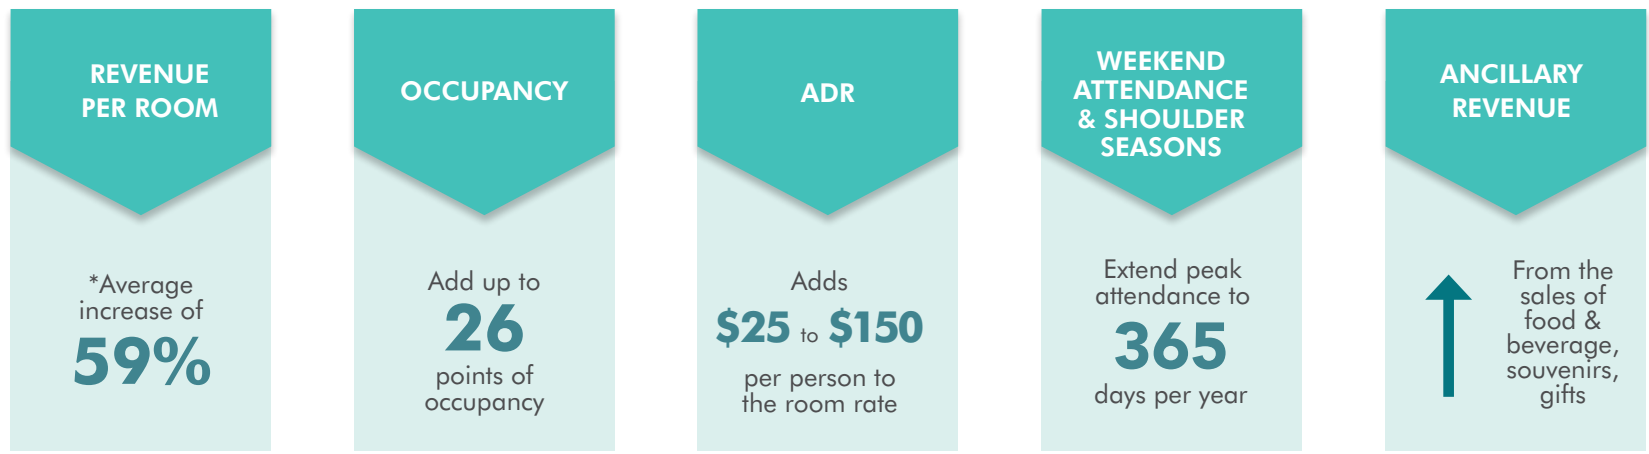 REVENUE
PER ROOM
*Average
increase of
59%
OCCUPANCY
Add up to
26
points of
occupancy
ADR
Adds
$25 to $150
per person to
the room rate
WEEKEND
ATTENDANCE
& SHOULDER
SEASONS
Extend peak
attendance to
365
days per year
ANCILLARY
REVENUE
From the
sales of
food &
beverage,
souvenirs,
gifts